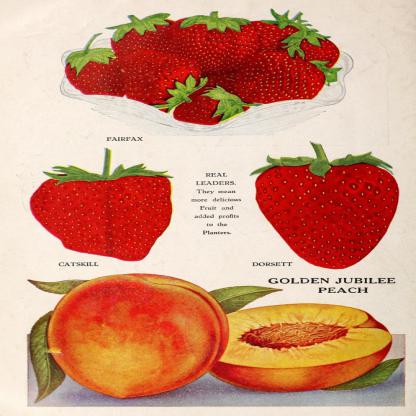 FAIRFAX
REAL
LEADERS.
They mean
more delicious
Fruit and
added profits
to the
Planters.
CATSKILL
DORSETT
GOLDEN JUBILEE
PEACH